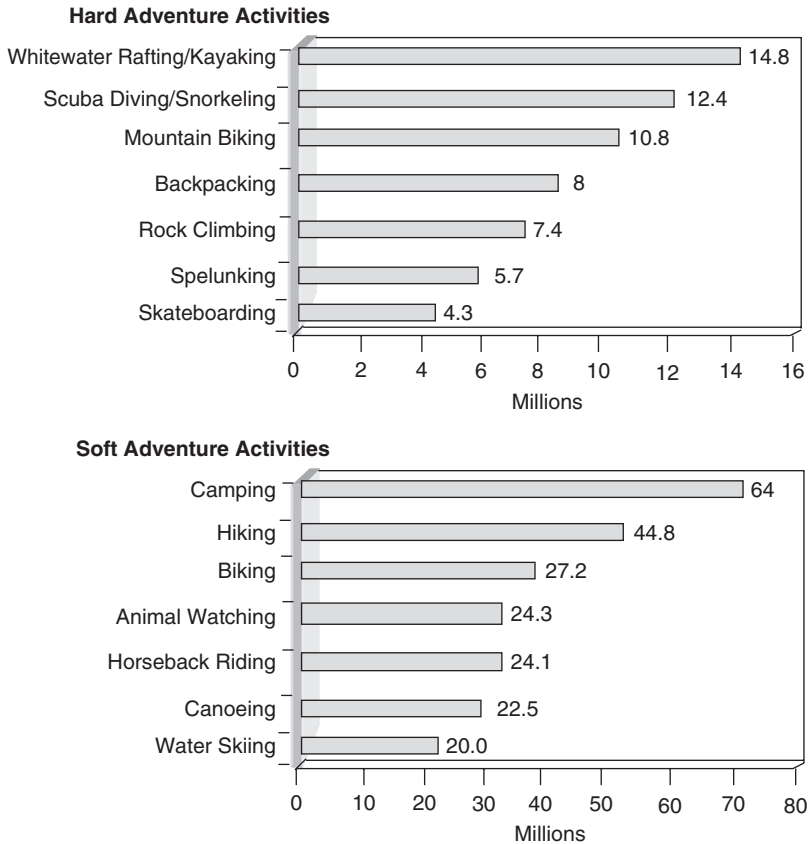 Hard Adventure Activities
Whitewater Rafting/Kayaking 14.8
Scuba Diving/Snorkeling 12.4
Mountain Biking 10.8
Backpacking 8
Rock Climbing 7.4
Spelunking 5.7
Skateboarding 4.3
0 2 4 6 8 10 12 14 16
Millions
Soft Adventure Activities
Camping 64
Hiking 44.8
Biking 27.2
Animal Watching 24.3
Horseback Riding 24.1
Canoeing 22.5
Water Skiing 20.0
0 10 20 30 40 50 60 70 80
Millions